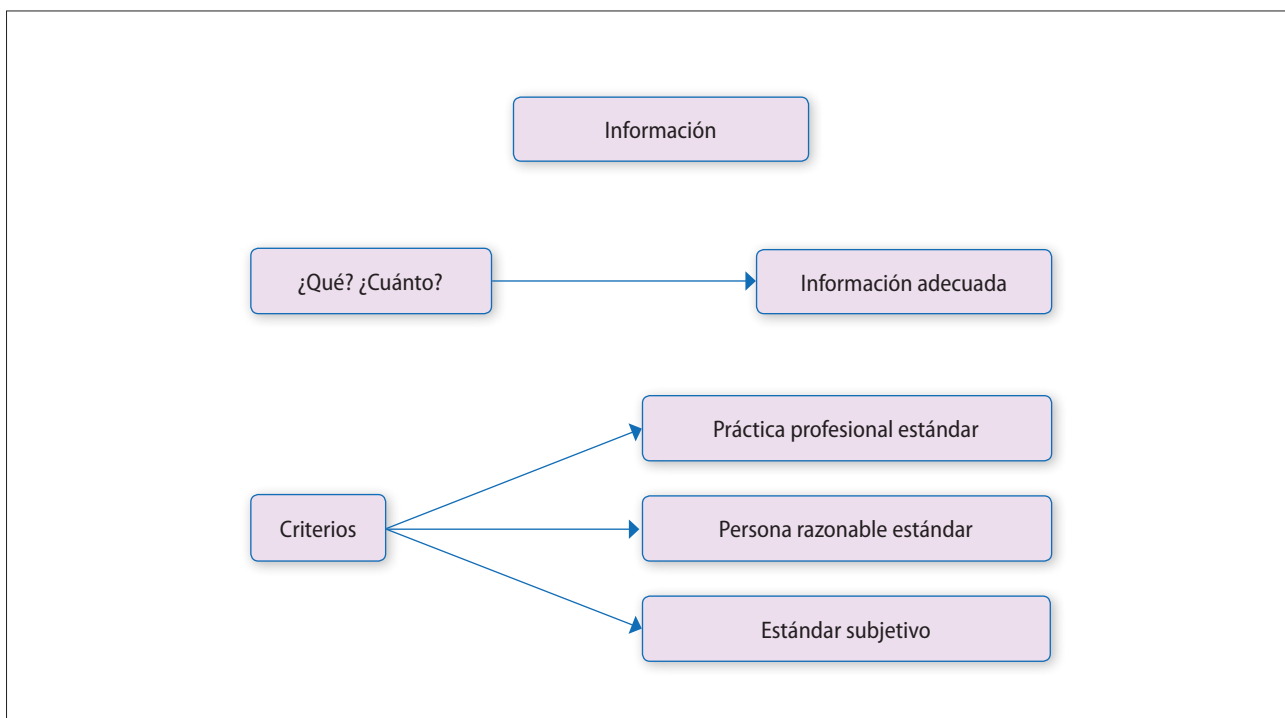 Información
¿Qué? ¿Cuánto?
Información adecuada
Práctica profesional estándar
Criterios
Persona razonable estándar
Estándar subjetivo